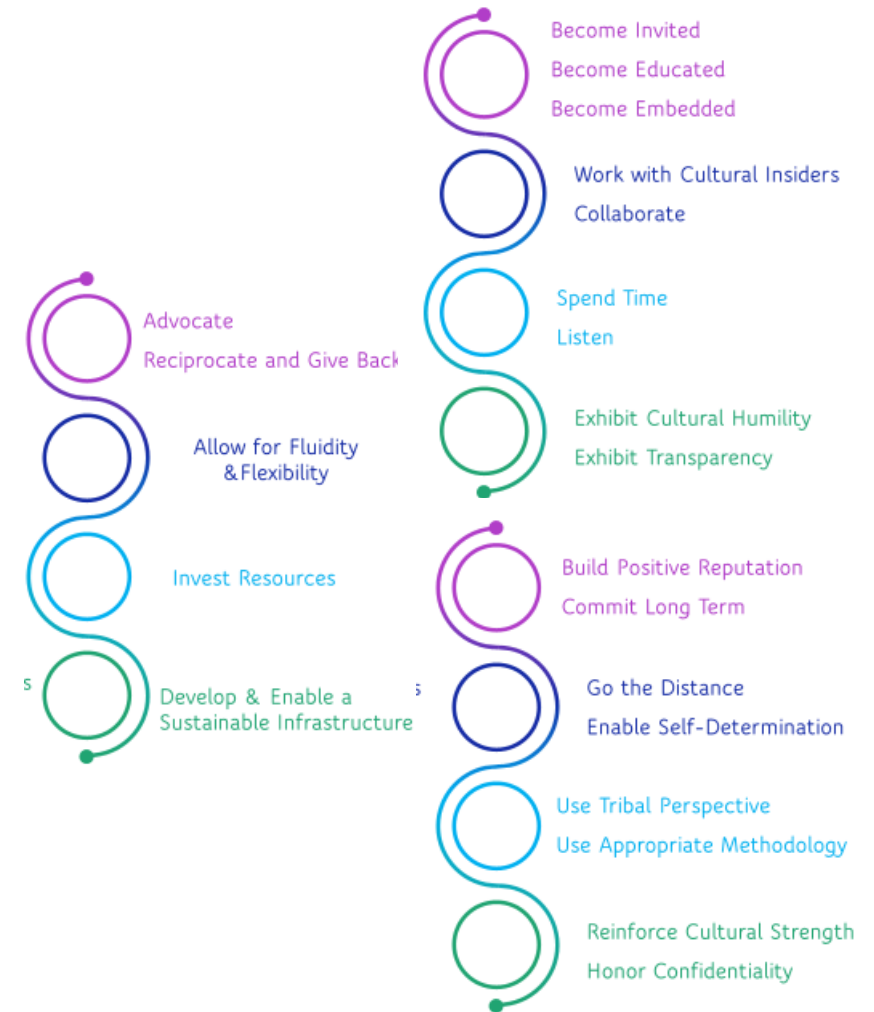 Become Invited
Become Educated
Become Embedded
Work with Cultural Insiders
Collaborate
Spend Time
Listen
Exhibit Cultural Humility
Exhibit Transparency
Advocate
Reciprocate and Give Back
Allow for Fluidity
&Flexibility
Invest Resources
s
Develop & Enable a
Sustainable Infrastructure
Build Positive Reputation
Commit Long Term
s
Go the Distance
Enable Self-Determination
Use Tribal Perspective
Use Appropriate Methodology
Reinforce Cultural Strength
Honor Confidentiality